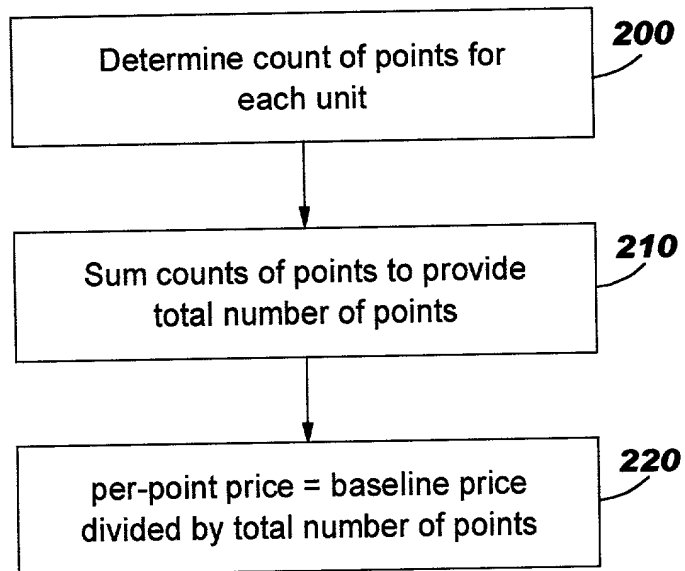 Determine count of points for
each unit
200
Sum counts of points to provide
total number of points
210
per-point price = baseline price
divided by total number of points
220